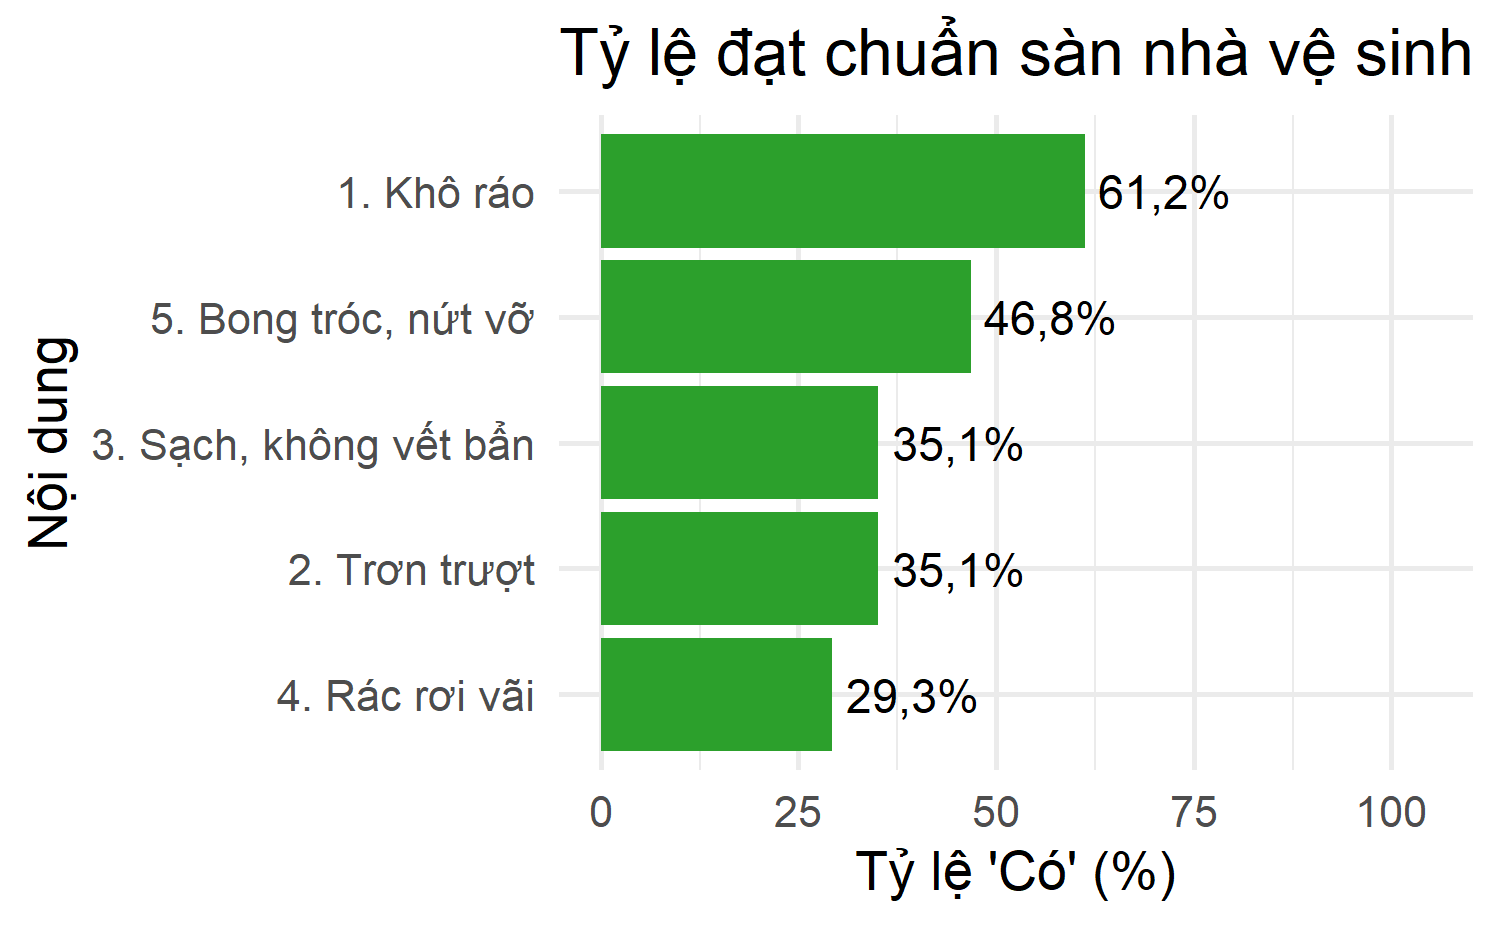 Tỷ lệ đạt chuẩn sàn nhà vệ sinh
Nội dung
1. Khô ráo
61,2%
5. Bong tróc, nứt vỡ
46,8%
3. Sạch, không vết bẩn
35,1%
2. Trơn trượt
35,1%
4. Rác rơi vãi
29,3%
0 25 50 75 100
Tỷ lệ 'Có' (%)